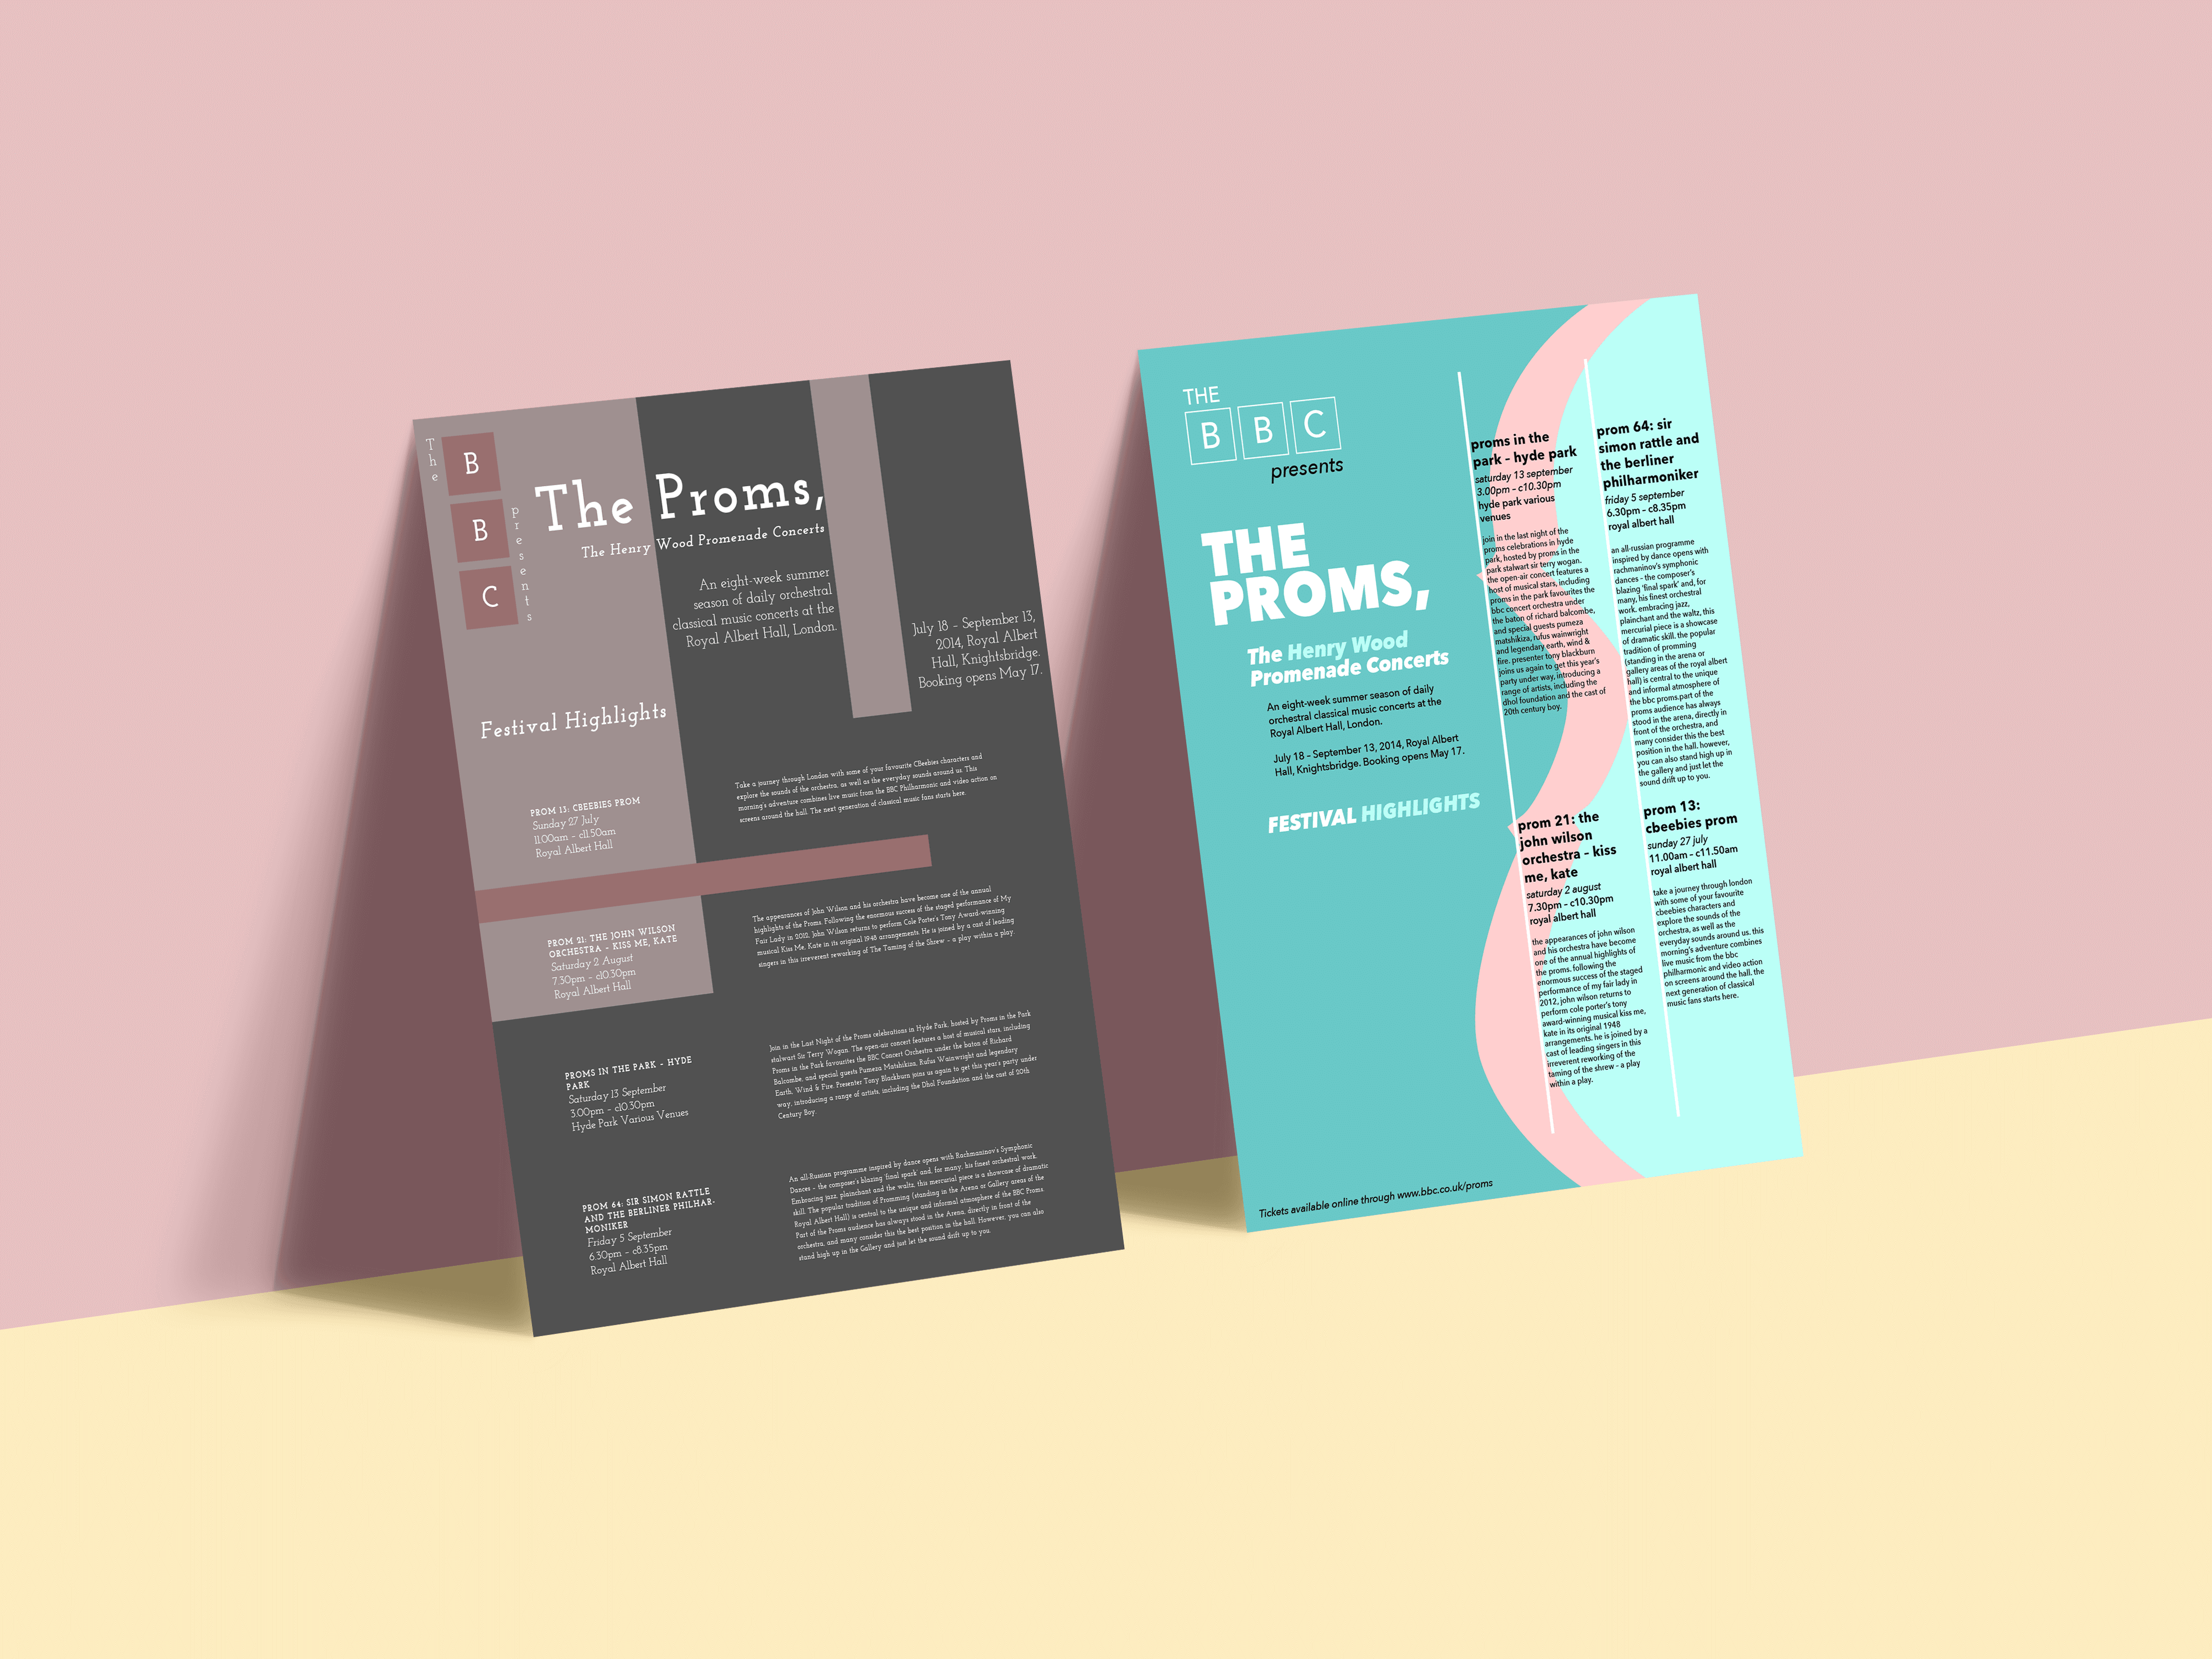 The
B
B
C
presents
The Proms,
The Henry Wood Promenade Concerts
An eight-week summer
season of daily orchestral
classical music concerts at the
Royal Albert Hall, London.
July 18 – September 13,
2014, Royal Albert
Hall, Knightsbridge.
Booking opens May 17.
Festival Highlights
PROM 13: CBEEBIES PROM
Sunday 27 July
11.00am – c11.50am
Royal Albert Hall
Take a journey through London with some of your favourite CBeebies characters and
explore the sounds of the orchestra, as well as the everyday sounds around us. This
morning's adventure combines live music from the BBC Philharmonic and video action on
screens around the hall. The next generation of classical music fans starts here.
PROM 21: THE JOHN WILSON
ORCHESTRA – KISS ME, KATE
Saturday 2 August
7.30pm – c10.30pm
Royal Albert Hall
The appearances of John Wilson and his orchestra have become one of the annual
highlights of the Proms. Following the enormous success of the staged performance of My
Fair Lady in 2012, John Wilson returns to perform Cole Porter's Tony Award-winning
musical Kiss Me, Kate in its original 1948 arrangements. He is joined by a cast of leading
singers in this irreverent reworking of The Taming of the Shrew – a play within a play.
PROMS IN THE PARK – HYDE
PARK
Saturday 13 September
3.00pm – c10.30pm
Hyde Park Various Venues
Join in the Last Night of the Proms celebrations in Hyde Park, hosted by Proms in the Park
stalwart Sir Terry Wogan. The open-air concert features a host of musical stars, including
Proms in the Park favourites the BBC Concert Orchestra under the baton of Richard
Balcombe, and special guests Pumeza Matshikiza, Rufus Wainwright and legendary
Earth, Wind & Fire. Presenter Tony Blackburn joins us again to get this year's party under
way, introducing a range of artists, including the Dhol Foundation and the cast of 20th
Century Boy.
PROM 64: SIR SIMON RATTLE
AND THE BERLINER PHILHAR-
MONIKER
Friday 5 September
6.30pm – c8.35pm
Royal Albert Hall
An all-Russian programme inspired by dance opens with Rachmaninov's Symphonic
Dances – the composer's blazing 'final spark' and, for many, his finest orchestral work.
Embracing jazz, plainchant and the waltz, this mercurial piece is a showcase of dramatic
skill. The popular tradition of Promming (standing in the Arena or Gallery areas of the
Royal Albert Hall) is central to the unique and informal atmosphere of the BBC Proms.
Part of the Proms audience has always stood in the Arena, directly in front of the
orchestra, and many consider this the best position in the hall. However, you can also
stand high up in the Gallery and just let the sound drift up to you.
THE
B B C
presents
THE
PROMS,
The Henry Wood
Promenade Concerts
An eight-week summer season of daily
orchestral classical music concerts at the
Royal Albert Hall, London.
July 18 – September 13, 2014, Royal Albert
Hall, Knightsbridge. Booking opens May 17.
FESTIVAL HIGHLIGHTS
proms in the
park – hyde park
saturday 13 september
3.00pm – c10.30pm
hyde park various
venues
join in the last night of the
proms celebrations in hyde
park, hosted by proms in the
park stalwart sir terry wogan.
the open-air concert features a
host of musical stars, including
proms in the park favourites the
bbc concert orchestra under
the baton of richard balcombe,
and special guests pumeza
matshikiza, rufus wainwright
and legendary earth, wind &
fire. presenter tony blackburn
joins us again to get this year's
party under way, introducing a
range of artists, including the
dhol foundation and the cast of
20th century boy.
prom 21: the
john wilson
orchestra – kiss
me, kate
saturday 2 august
7.30pm – c10.30pm
royal albert hall
the appearances of john wilson
and his orchestra have become
one of the annual highlights of
the proms. following the
enormous success of the staged
performance of my fair lady in
2012, john wilson returns to
perform cole porter's tony
award-winning musical kiss me,
kate in its original 1948
arrangements. he is joined by a
cast of leading singers in this
irreverent reworking of the
taming of the shrew – a play
within a play.
prom 64: sir
simon rattle and
the berliner
philharmoniker
friday 5 september
6.30pm – c8.35pm
royal albert hall
an all-russian programme
inspired by dance opens with
rachmaninov's symphonic
dances – the composer's
blazing 'final spark' and, for
many, his finest orchestral
work. embracing jazz,
plainchant and the waltz, this
mercurial piece is a showcase
of dramatic skill. the popular
tradition of promming
(standing in the arena or
gallery areas of the royal albert
hall) is central to the unique
and informal atmosphere of
the bbc proms.part of the
proms audience has always
stood in the arena, directly in
front of the orchestra, and
many consider this the best
position in the hall. however,
you can also stand high up in
the gallery and just let the
sound drift up to you.
prom 13:
cbeebies prom
sunday 27 july
11.00am – c11.50am
royal albert hall
take a journey through london
with some of your favourite
cbeebies characters and
explore the sounds of the
orchestra, as well as the
everyday sounds around us. this
morning's adventure combines
live music from the bbc
philharmonic and video action
on screens around the hall. the
next generation of classical
music fans starts here.
Tickets available online through www.bbc.co.uk/proms